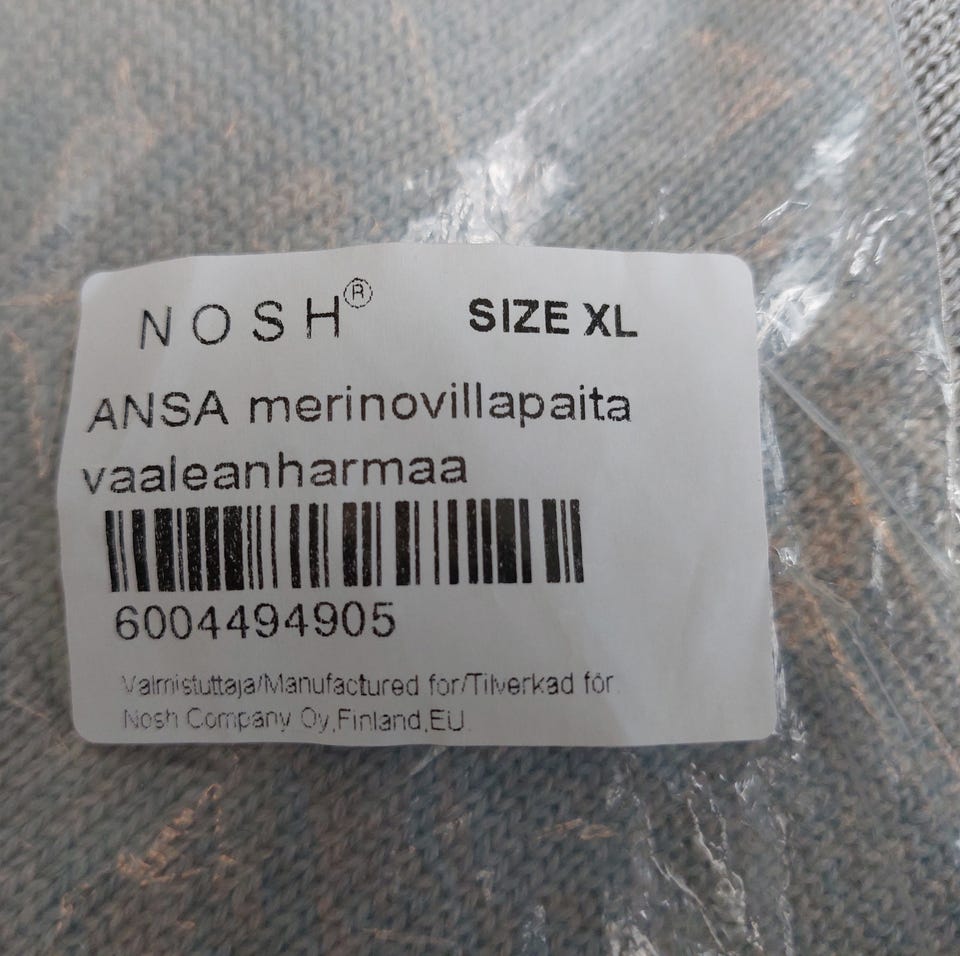 NOSH® SIZE XL
ANSA merinovillapaita
vaaleanharmaa
6004494905
Valmistuttaja/Manufactured for/Tilverkad för
Nosh Company Oy,Finland,EU